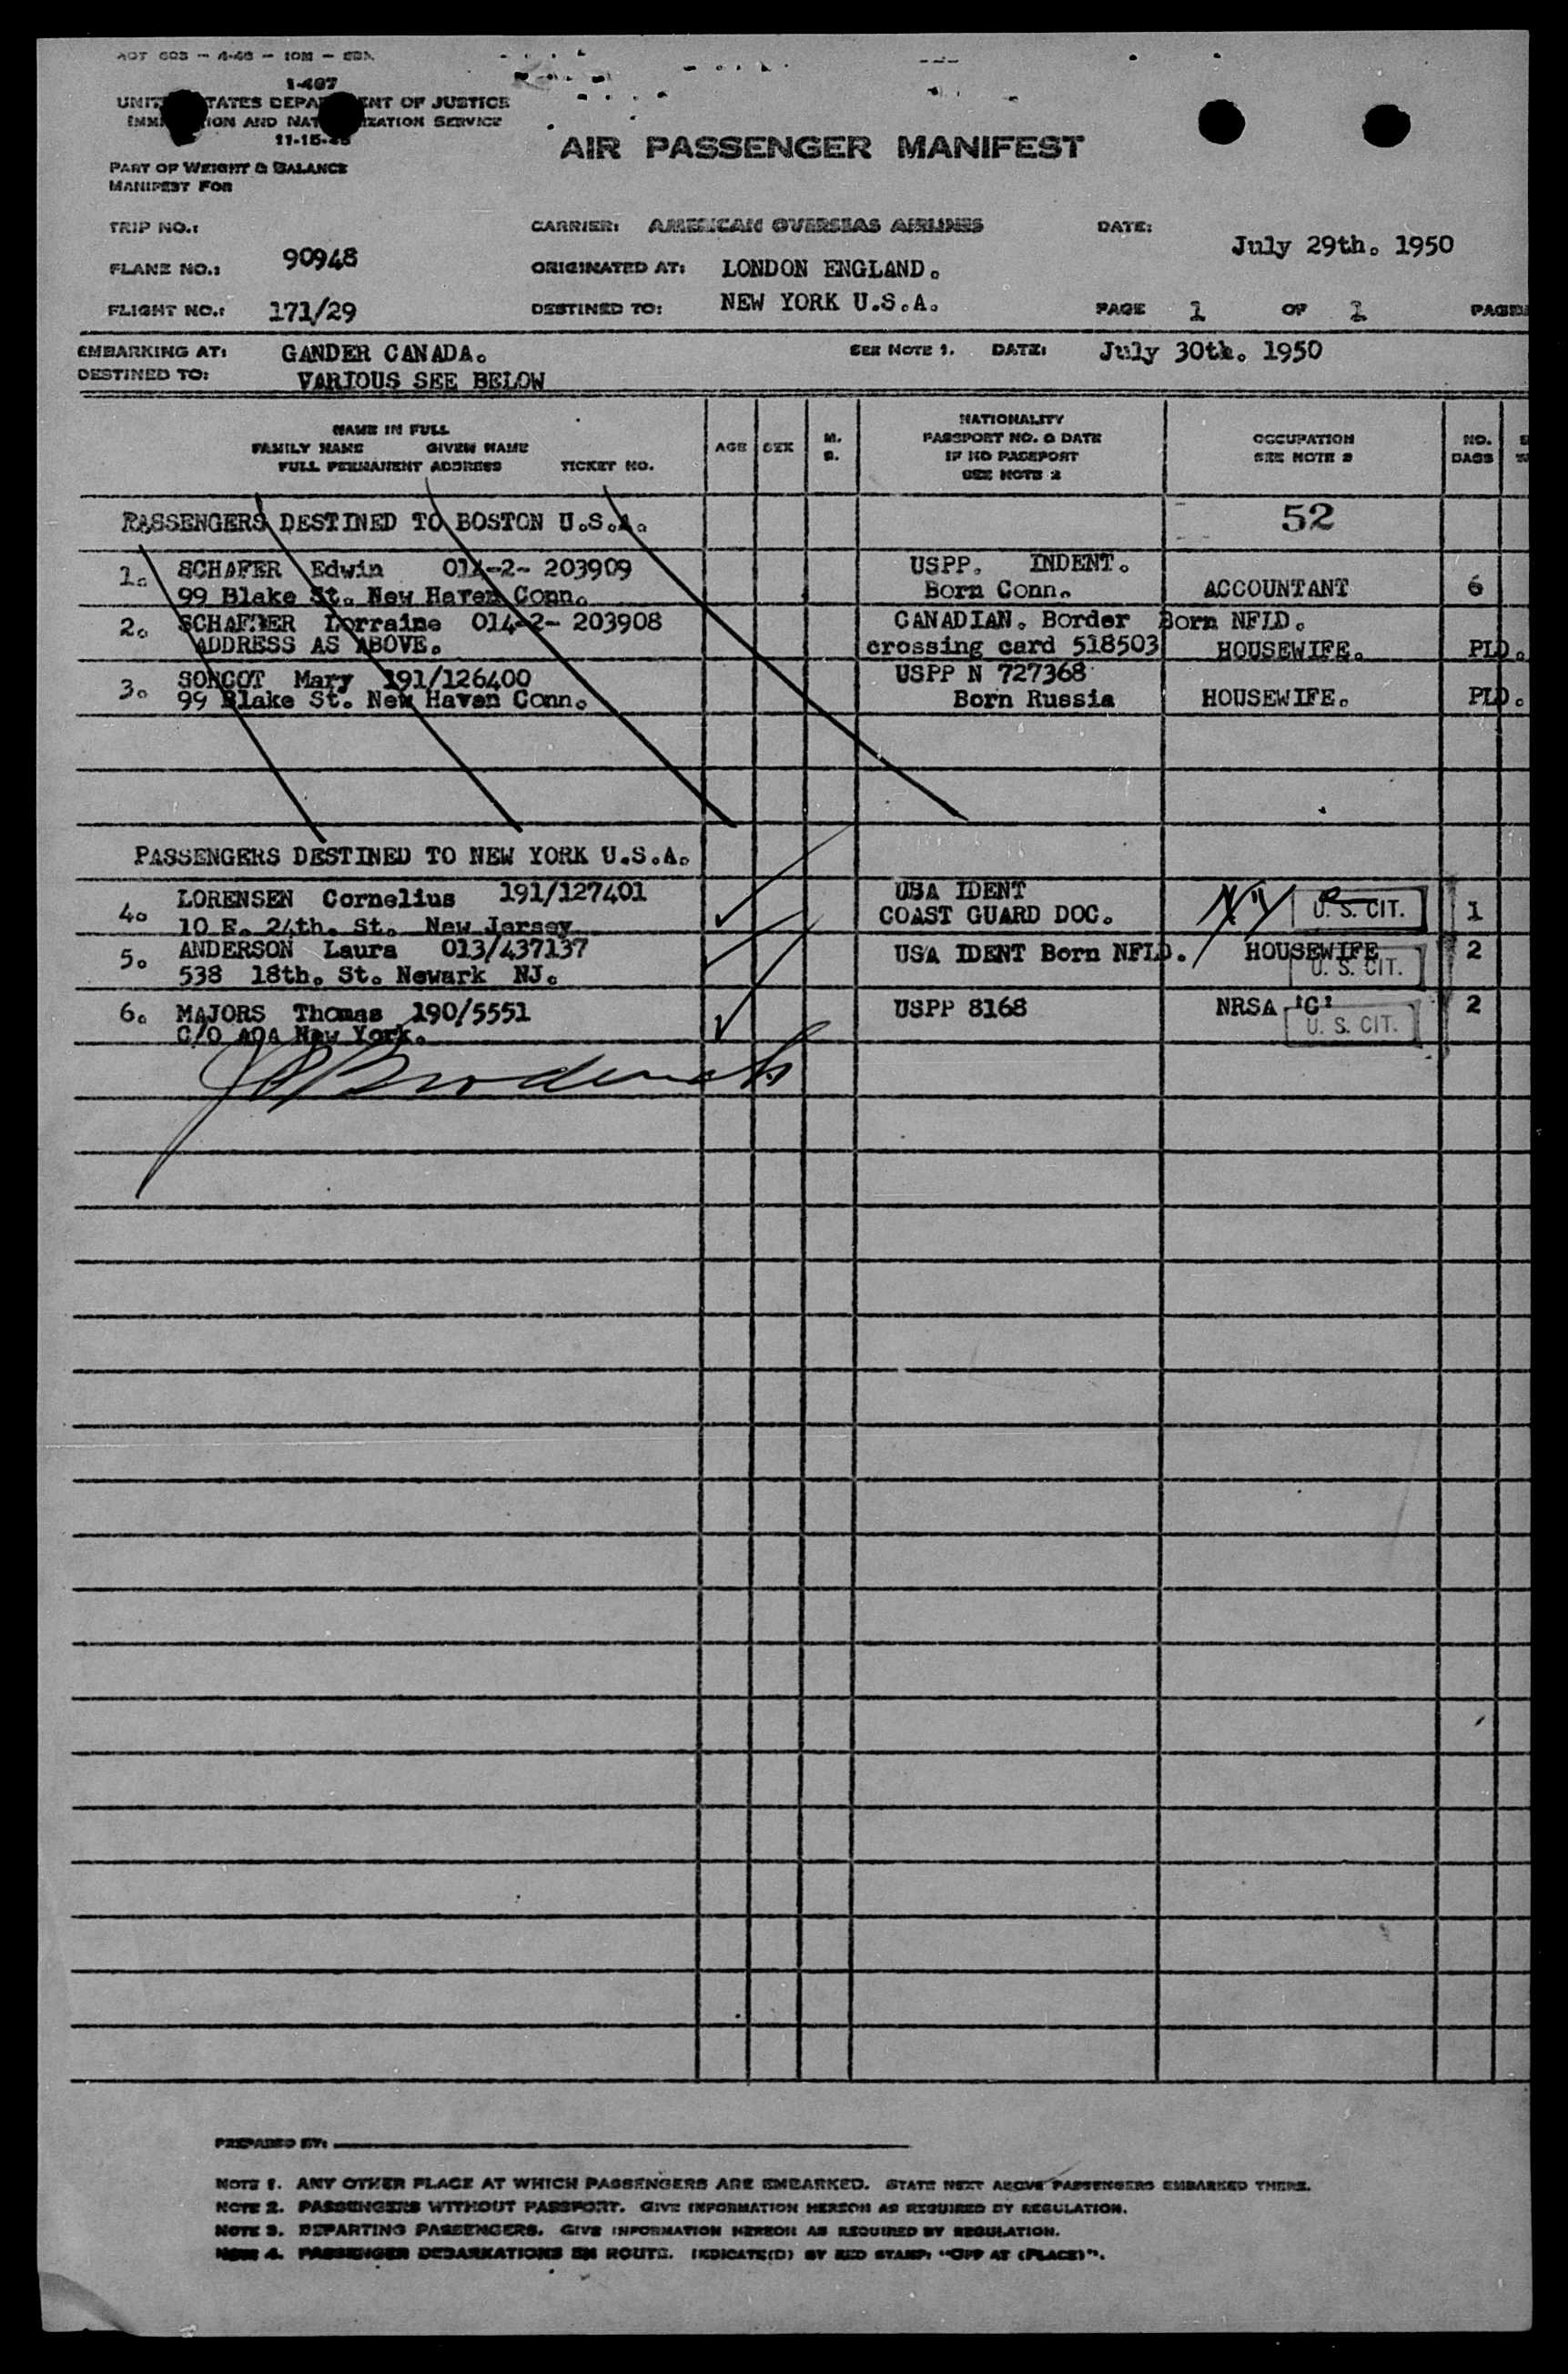 1-487
UNITED STATES DEPARTMENT OF JUSTICE
IMMIGRATION AND NATURALIZATION SERVICE
11-15-45
AIR PASSENGER MANIFEST
PART OF WEIGHT & BALANCE
MANIFEST FOR
TRIP NO.: CARRIER: AMERICAN OVERSEAS AIRLINES DATE: July 29th. 1950
PLANE NO.: 90948 ORIGINATED AT: LONDON ENGLAND.
FLIGHT NO.: 171/29 DESTINED TO: NEW YORK U.S.A. PAGE 1 OF 1 PAGES
EMBARKING AT: GANDER CANADA. SEE NOTE 1. DATE: July 30th. 1950
DESTINED TO: VARIOUS SEE BELOW
NAME IN FULL
FAMILY NAME GIVEN NAME
FULL PERMANENT ADDRESS TICKET NO.
AGE SEX M. S.
NATIONALITY
PASSPORT NO. & DATE
IF NO PASSPORT
SEE NOTE 2
OCCUPATION
SEE NOTE 3
NO. BAGS
PASSENGERS DESTINED TO BOSTON U.S.A. 52
1. SCHAFER Edwin 014-2- 203909 USPP. INDENT.
99 Blake St. New Haven Conn. Born Conn. ACCOUNTANT 6
2. SCHAFER Lorraine 014-2- 203908 CANADIAN. Border Born NFLD.
ADDRESS AS ABOVE. crossing card 518503 HOUSEWIFE. PLD.
3. SONGOT Mary 191/126400 USPP N 727368
99 Blake St. New Haven Conn. Born Russia HOUSEWIFE. PLD.
PASSENGERS DESTINED TO NEW YORK U.S.A.
4. LORENSEN Cornelius 191/127401 USA IDENT
10 E. 24th. St. New Jersey COAST GUARD DOC. NY U. S. CIT. 1
5. ANDERSON Laura 013/437137 USA IDENT Born NFLD. HOUSEWIFE 2
538 18th. St. Newark NJ. U. S. CIT.
6. MAJORS Thomas 190/5551 USPP 8168 NRSA 'C' 2
C/O AOA New York. U. S. CIT.
PREPARED BY:
NOTE 1. ANY OTHER PLACE AT WHICH PASSENGERS ARE EMBARKED. STATE NEXT ABOVE PASSENGERS EMBARKED THERE.
NOTE 2. PASSENGERS WITHOUT PASSPORT. GIVE INFORMATION HEREON AS REQUIRED BY REGULATION.
NOTE 3. DEPARTING PASSENGERS. GIVE INFORMATION HEREON AS REQUIRED BY REGULATION.
NOTE 4. PASSENGER DEBARKATIONS EN ROUTE. INDICATE(D) BY RED STAMP: "OFF AT (PLACE)".